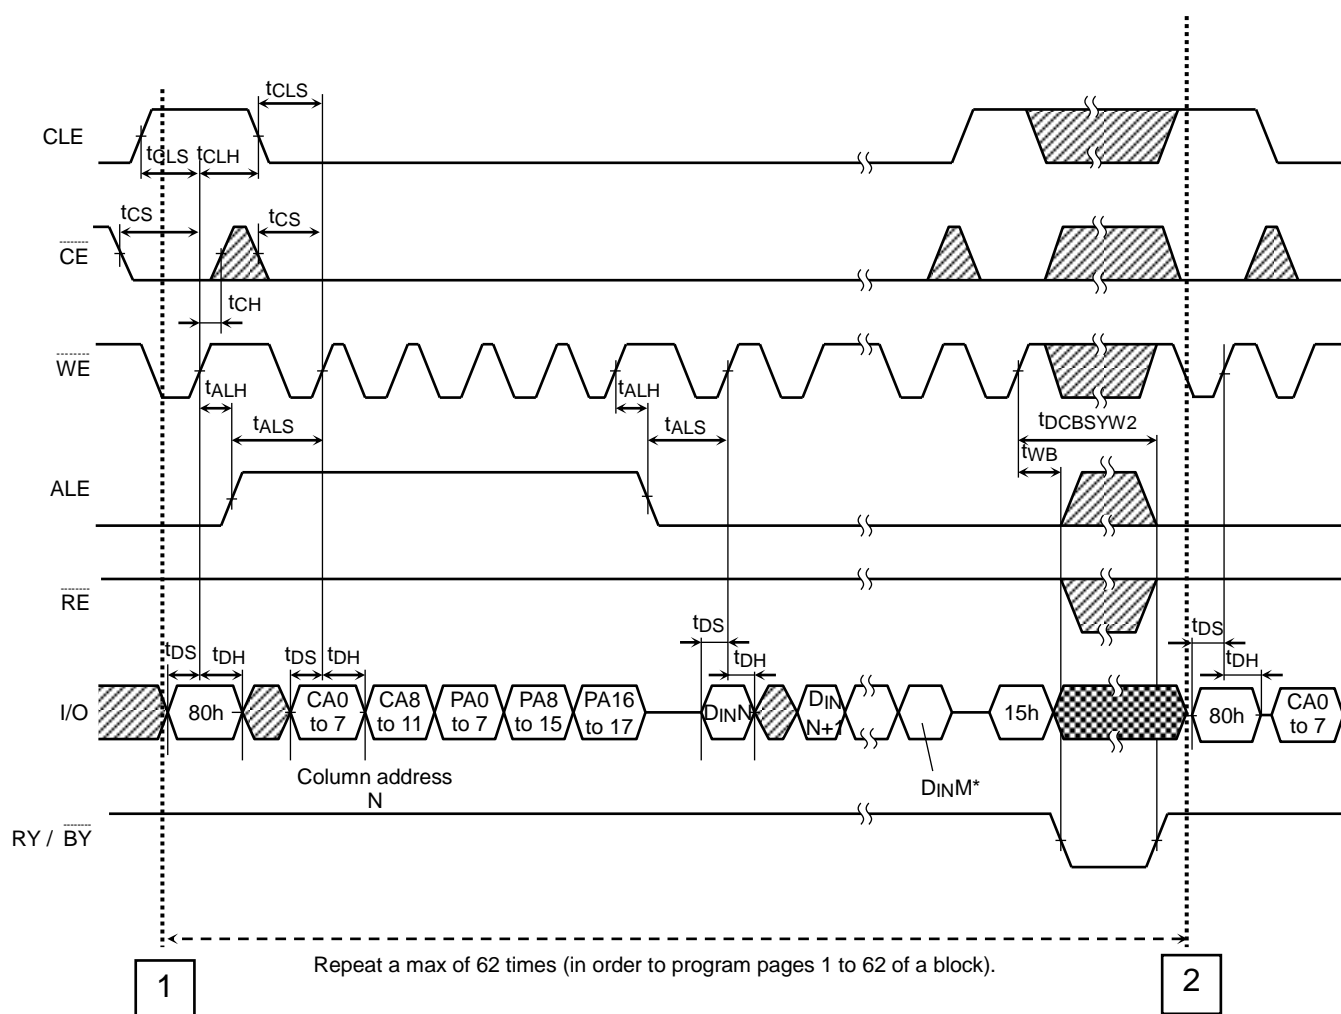 tCLS
CLE
tCLS tCLH
tCS tCS
CE
tCH
WE
tALH tALH
tALS tALS
tDCBSYW2
tWB
ALE
RE
tDS tDH tDS tDH tDS tDH tDS tDH
I/O
80h
CA0 to 7
CA8 to 11
PA0 to 7
PA8 to 15
PA16 to 17
DINN
DIN N+1
15h
80h
CA0 to 7
DINM*
Column address
N
RY / BY
Repeat a max of 62 times (in order to program pages 1 to 62 of a block).
1
2